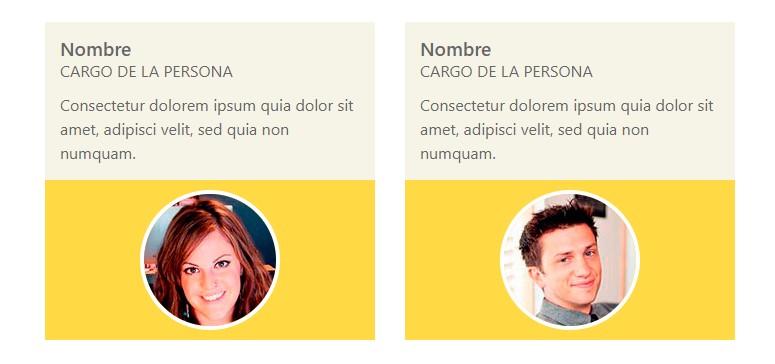 Nombre
CARGO DE LA PERSONA
Consectetur dolorem ipsum quia dolor sit
amet, adipisci velit, sed quia non
numquam.
Nombre
CARGO DE LA PERSONA
Consectetur dolorem ipsum quia dolor sit
amet, adipisci velit, sed quia non
numquam.